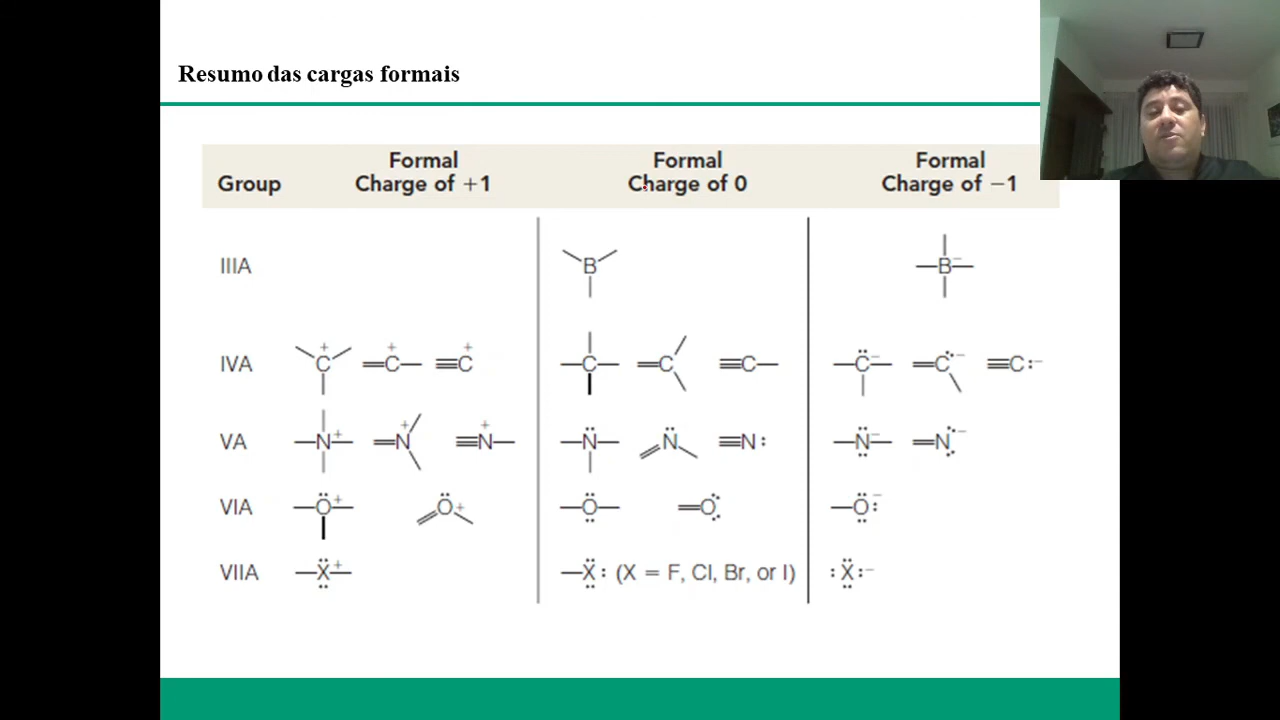 Resumo das cargas formais
Group Formal Charge of +1 Formal Charge of 0 Formal Charge of −1
IIIA B B−
IVA C+ =C+ ≡C+ C =C ≡C C̈− =C:− ≡C:−
VA N+ =N+ ≡N+ N̈ =N̈ ≡N: N̈− =N:−
VIA Ö+ =Ö+ Ö =O: Ö:−
VIIA Ẍ+ Ẍ: (X = F, Cl, Br, or I) :Ẍ:−